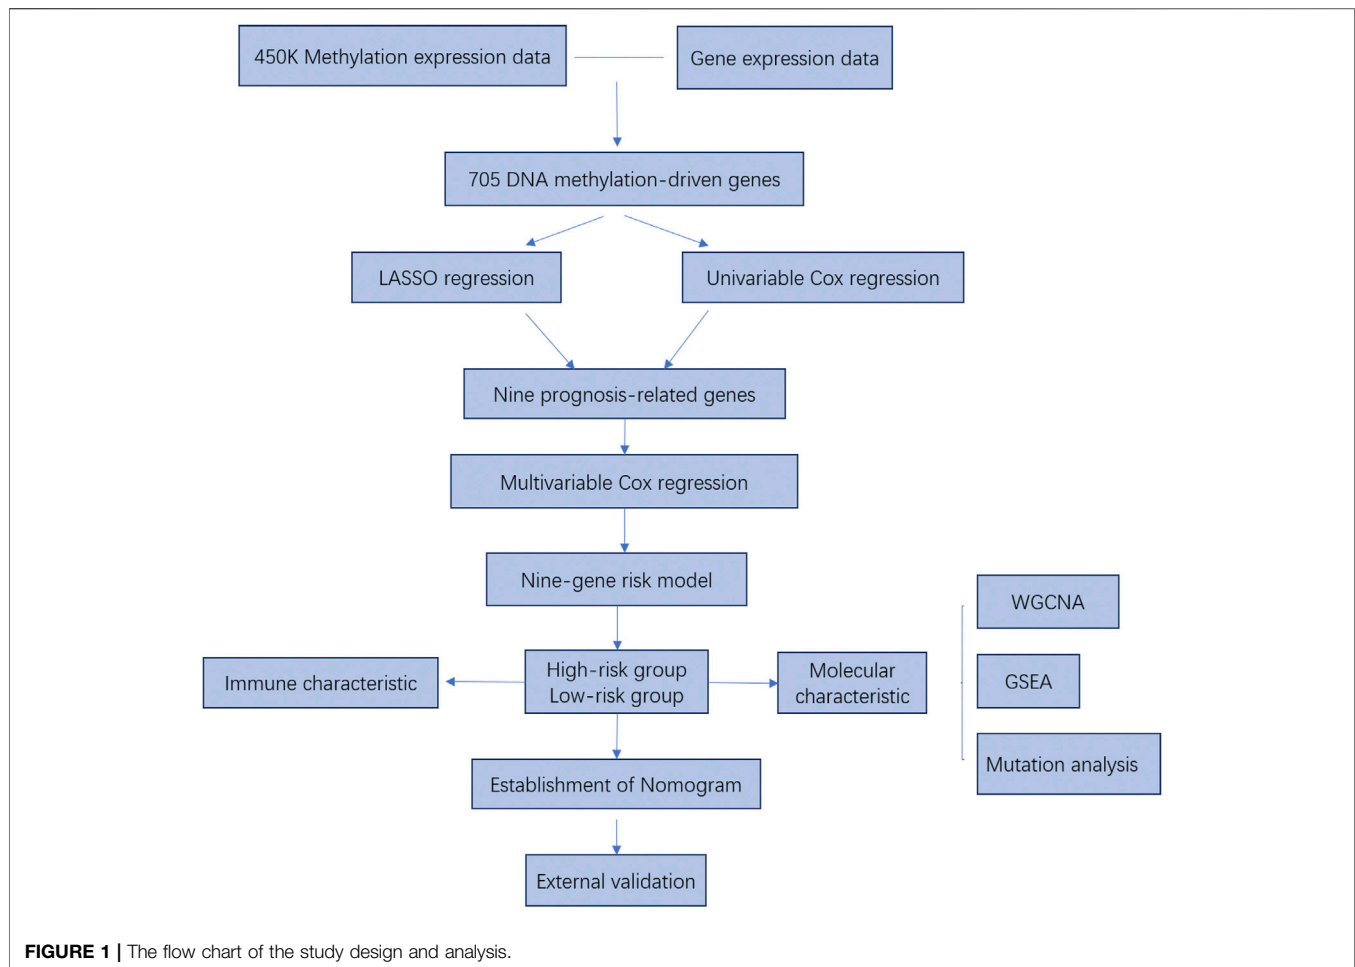 450K Methylation expression data
Gene expression data
705 DNA methylation-driven genes
LASSO regression
Univariable Cox regression
Nine prognosis-related genes
Multivariable Cox regression
Nine-gene risk model
WGCNA
Immune characteristic
High-risk group
Low-risk group
Molecular
characteristic
GSEA
Mutation analysis
Establishment of Nomogram
External validation
FIGURE 1 | The flow chart of the study design and analysis.